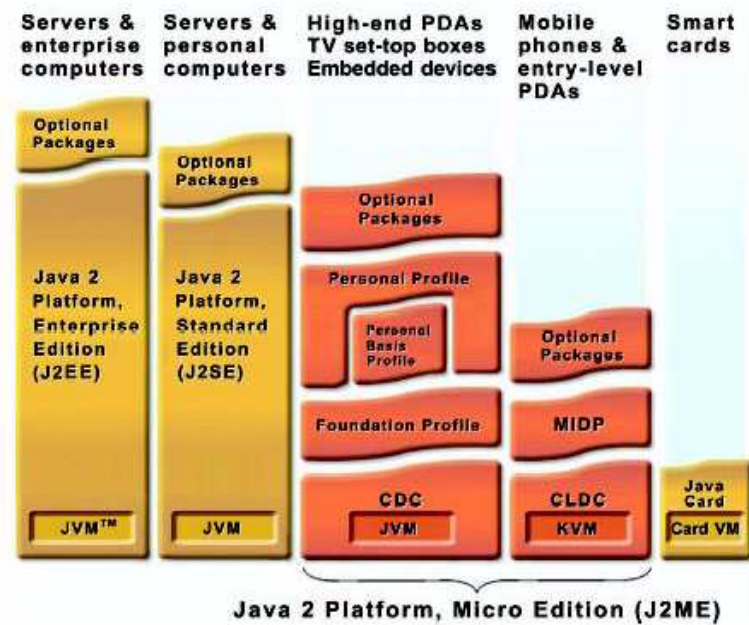 Servers &
enterprise
computers
Servers &
personal
computers
High-end PDAs
TV set-top boxes
Embedded devices
Mobile
phones &
entry-level
PDAs
Smart
cards
Optional
Packages
Java 2
Platform,
Enterprise
Edition
(J2EE)
JVM™
Optional
Packages
Java 2
Platform,
Standard
Edition
(J2SE)
JVM
Optional
Packages
Personal Profile
Personal
Basis
Profile
Foundation Profile
CDC
JVM
Optional
Packages
MIDP
CLDC
KVM
Java
Card
Card VM
Java 2 Platform, Micro Edition (J2ME)